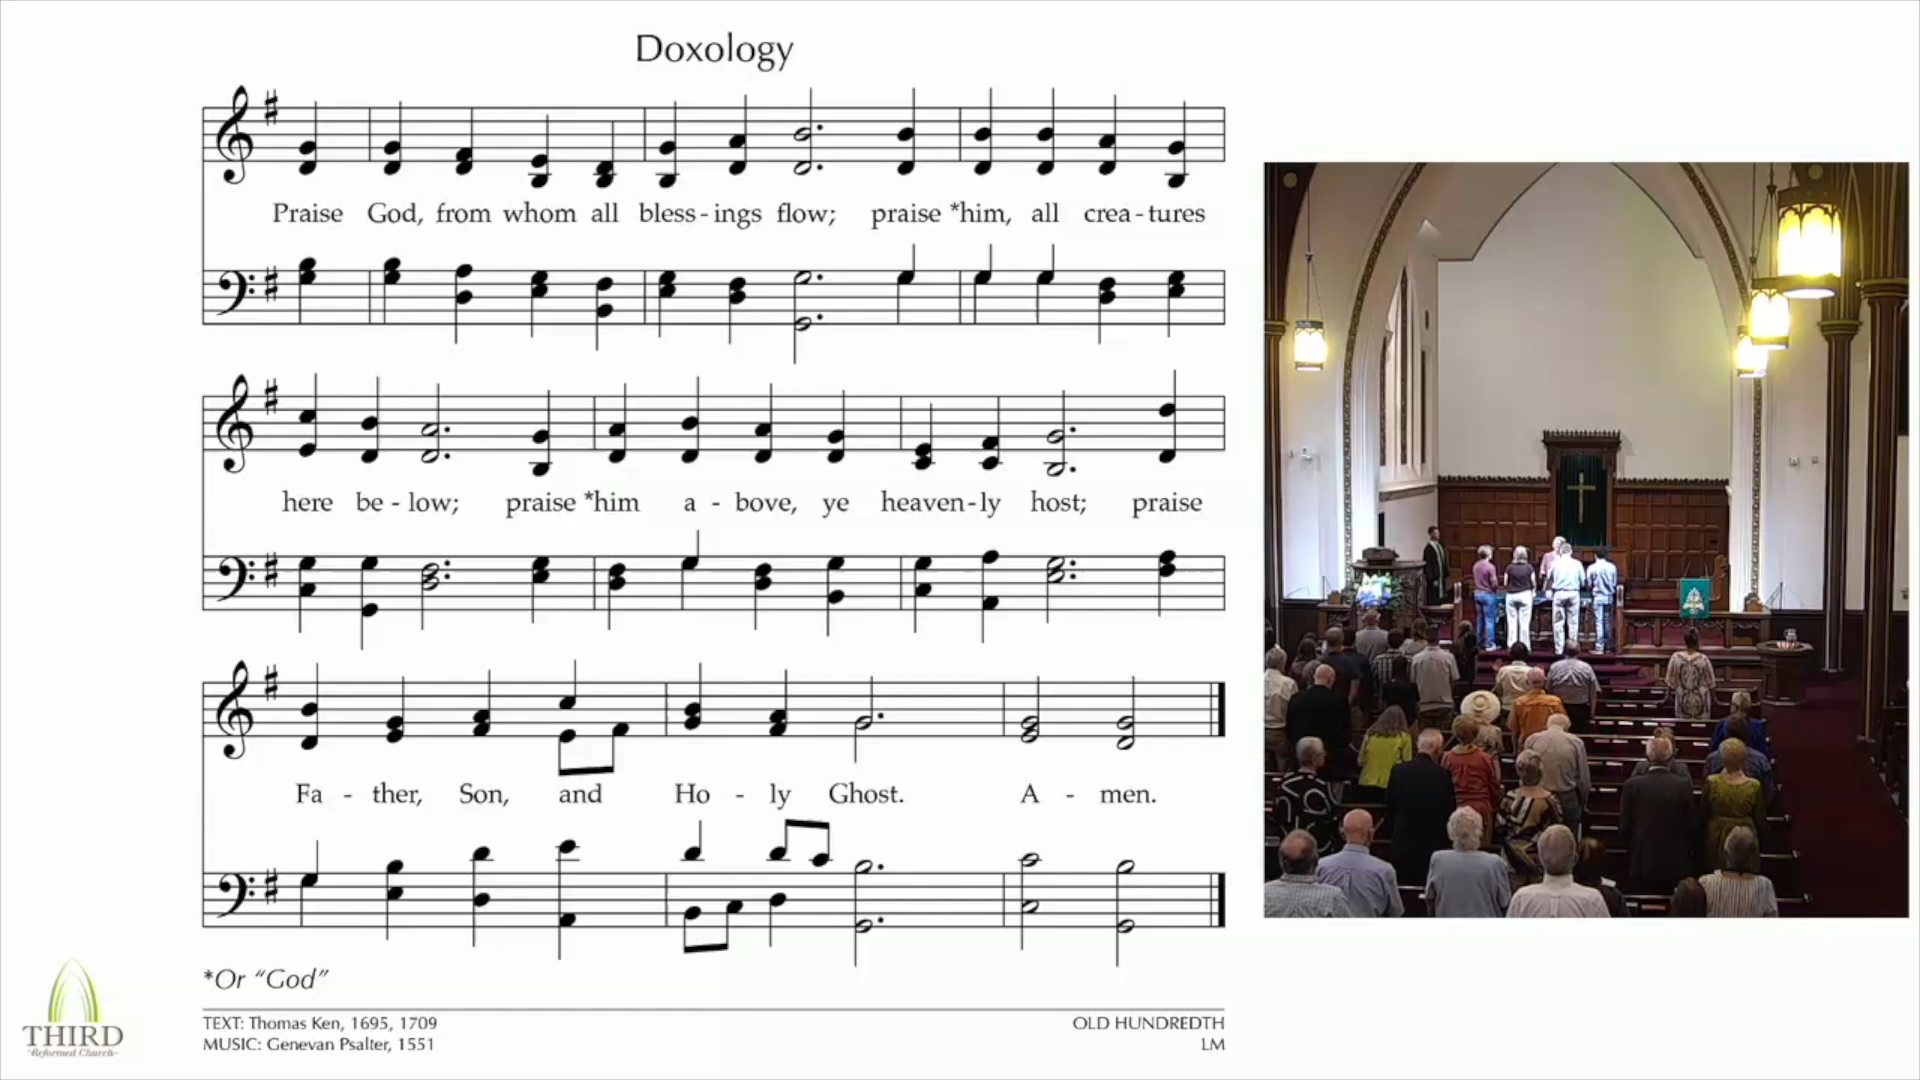 Doxology
Praise God, from whom all bless - ings flow; praise *him, all crea - tures
here be - low; praise *him a - bove, ye heaven - ly host; praise
Fa - ther, Son, and Ho - ly Ghost. A - men.
*Or “God”
TEXT: Thomas Ken, 1695, 1709
MUSIC: Genevan Psalter, 1551
OLD HUNDREDTH
LM
THIRD
Reformed Church